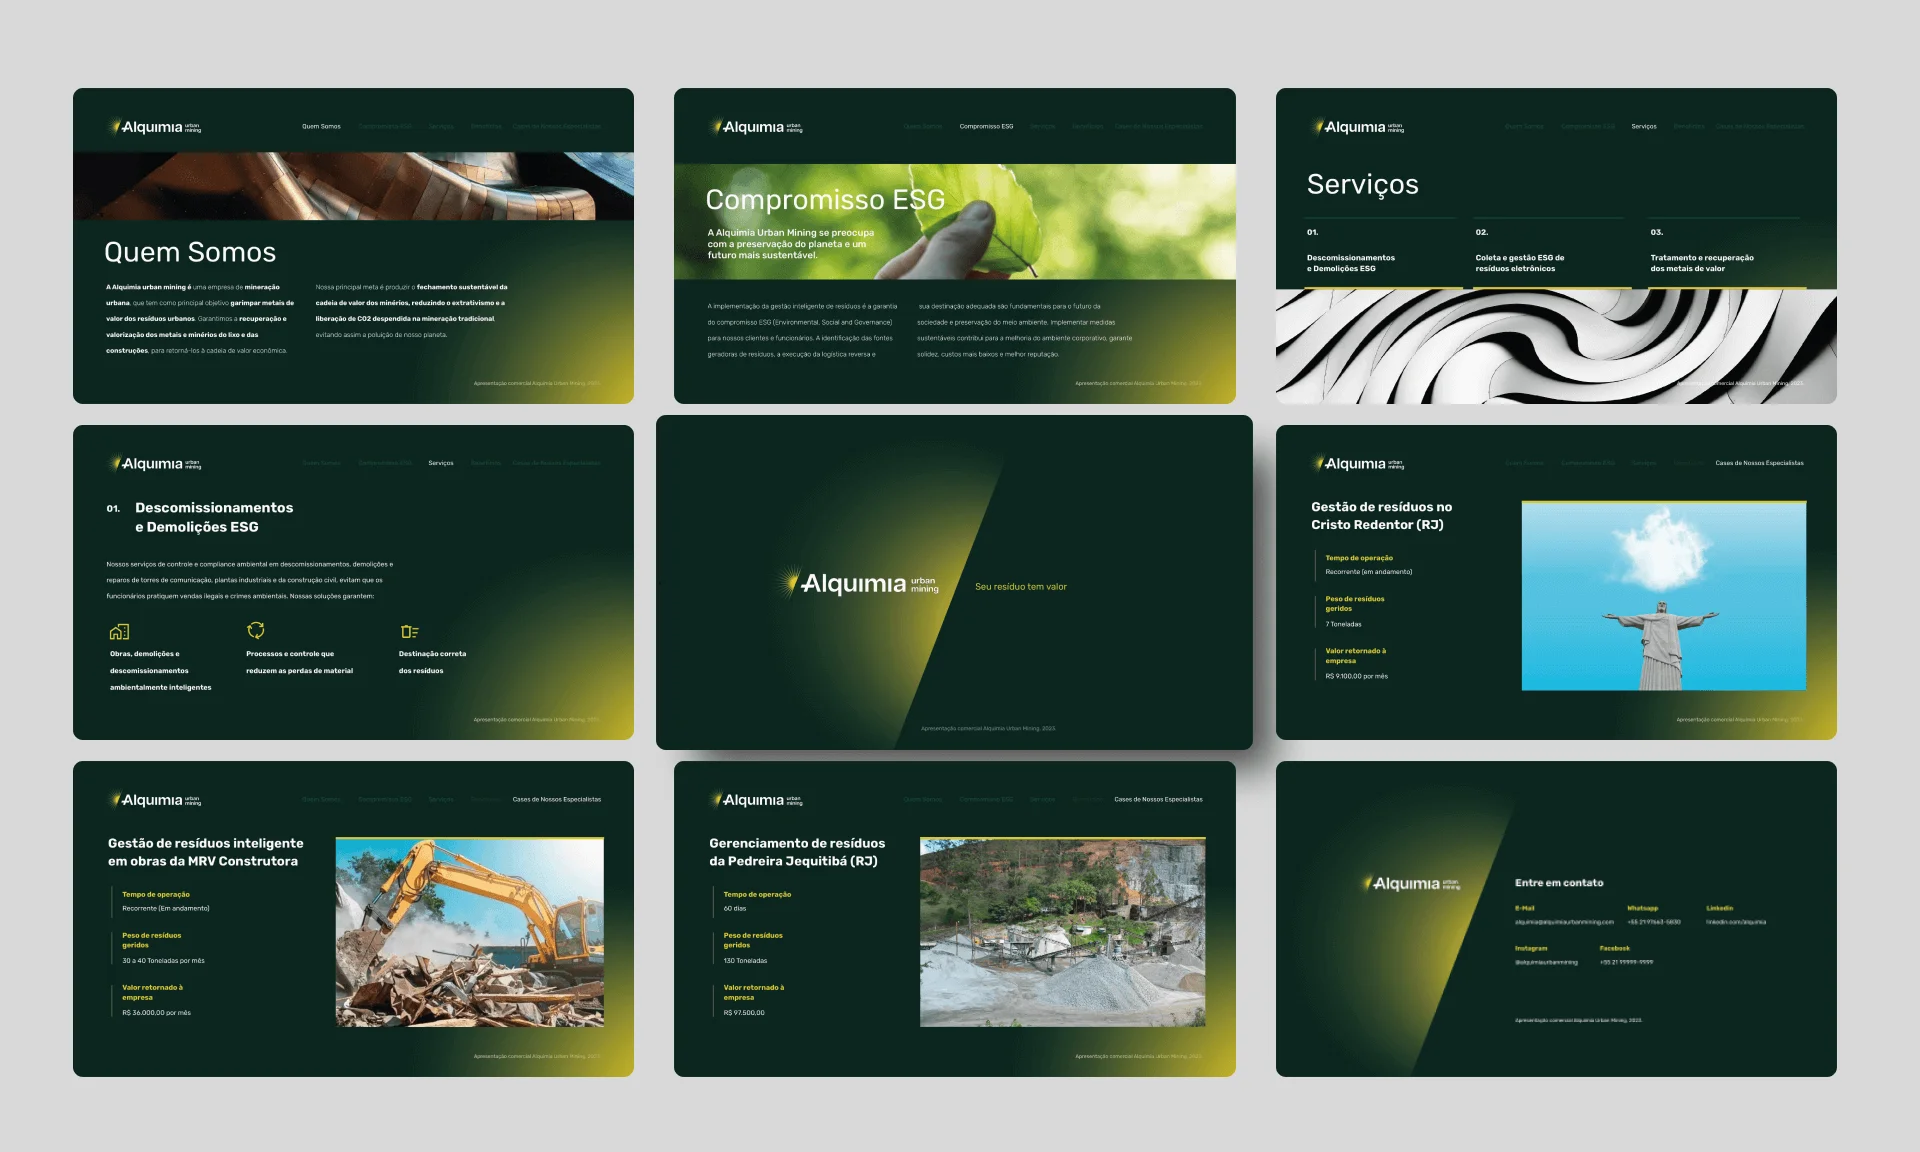 Alquimia urban mining
Quem Somos Compromisso ESG Serviços Benefícios Cases de Nossos Especialistas
Quem Somos
A Alquimia urban mining é uma empresa de mineração
urbana, que tem como principal objetivo garimpar metais de
valor dos resíduos urbanos. Garantimos a recuperação e
valorização dos metais e minérios do lixo e das
construções, para retorná-los à cadeia de valor econômica.
Nossa principal meta é produzir o fechamento sustentável da
cadeia de valor dos minérios, reduzindo o extrativismo e a
liberação de CO2 despendida na mineração tradicional,
evitando assim a poluição de nosso planeta.
Apresentação comercial Alquimia Urban Mining, 2023.
Alquimia urban mining
Quem Somos Compromisso ESG Serviços Benefícios Cases de Nossos Especialistas
Compromisso ESG
A Alquimia Urban Mining se preocupa
com a preservação do planeta e um
futuro mais sustentável.
A implementação da gestão inteligente de resíduos é a garantia
do compromisso ESG (Environmental, Social and Governance)
para nossos clientes e funcionários. A identificação das fontes
geradoras de resíduos, a execução da logística reversa e
sua destinação adequada são fundamentais para o futuro da
sociedade e preservação do meio ambiente. Implementar medidas
sustentáveis contribui para a melhoria do ambiente corporativo, garante
solidez, custos mais baixos e melhor reputação.
Apresentação comercial Alquimia Urban Mining, 2023.
Alquimia urban mining
Quem Somos Compromisso ESG Serviços Benefícios Cases de Nossos Especialistas
Serviços
01.
Descomissionamentos
e Demolições ESG
02.
Coleta e gestão ESG de
resíduos eletrônicos
03.
Tratamento e recuperação
dos metais de valor
Apresentação comercial Alquimia Urban Mining, 2023.
Alquimia urban mining
Quem Somos Compromisso ESG Serviços Benefícios Cases de Nossos Especialistas
01. Descomissionamentos
e Demolições ESG
Nossos serviços de controle e compliance ambiental em descomissionamentos, demolições e
reparos de torres de comunicação, plantas industriais e da construção civil, evitam que os
funcionários pratiquem vendas ilegais e crimes ambientais. Nossas soluções garantem:
Obras, demolições e
descomissionamentos
ambientalmente inteligentes
Processos e controle que
reduzem as perdas de material
Destinação correta
dos resíduos
Apresentação comercial Alquimia Urban Mining, 2023.
Alquimia urban mining
Seu resíduo tem valor
Apresentação comercial Alquimia Urban Mining, 2023.
Alquimia urban mining
Quem Somos Compromisso ESG Serviços Cases de Nossos Especialistas
Gestão de resíduos no
Cristo Redentor (RJ)
Tempo de operação
Recorrente (em andamento)
Peso de resíduos
geridos
7 Toneladas
Valor retornado à
empresa
R$ 9.100,00 por mês
Apresentação comercial Alquimia Urban Mining, 2023.
Alquimia urban mining
Quem Somos Compromisso ESG Serviços Cases de Nossos Especialistas
Gestão de resíduos inteligente
em obras da MRV Construtora
Tempo de operação
Recorrente (Em andamento)
Peso de resíduos
geridos
30 a 40 Toneladas por mês
Valor retornado à
empresa
R$ 36.000,00 por mês
Apresentação comercial Alquimia Urban Mining, 2023.
Alquimia urban mining
Quem Somos Compromisso ESG Serviços Cases de Nossos Especialistas
Gerenciamento de resíduos
da Pedreira Jequitibá (RJ)
Tempo de operação
60 dias
Peso de resíduos
geridos
130 Toneladas
Valor retornado à
empresa
R$ 97.500,00
Apresentação comercial Alquimia Urban Mining, 2023.
Alquimia urban mining
Entre em contato
E-Mail
alquimia@alquimiaurbanmining.com
Whatsapp
Linkedin
linkedin.com/alquimia
Instagram
@alquimiaurbanmining
Facebook
+55 21 99999-9999
Apresentação comercial Alquimia Urban Mining, 2023.